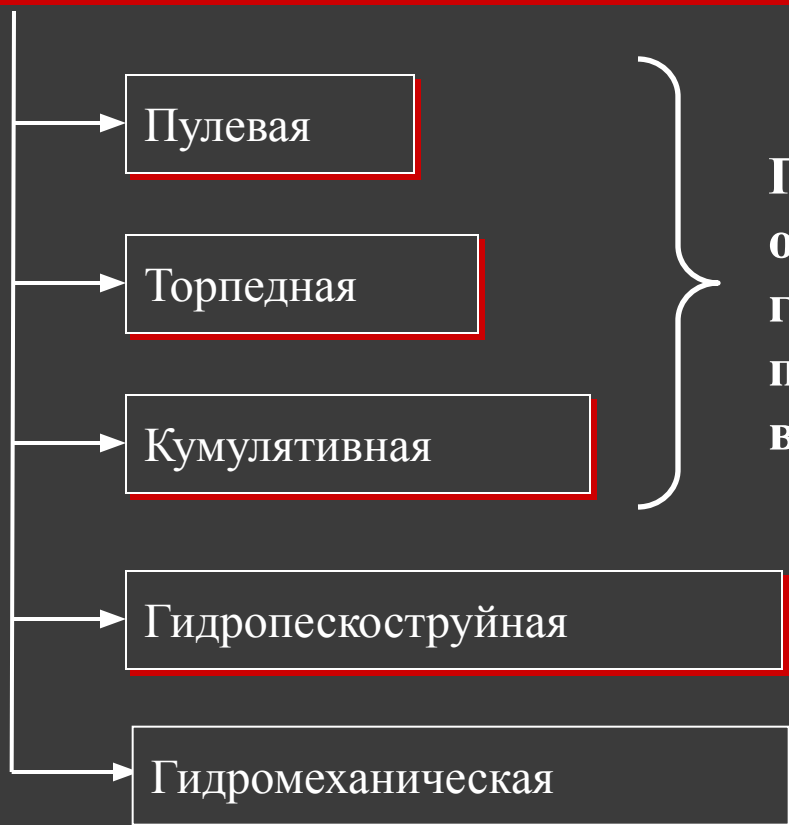 Пулевая
Торпедная
Кумулятивная
Гидропескоструйная
Гидромеханическая